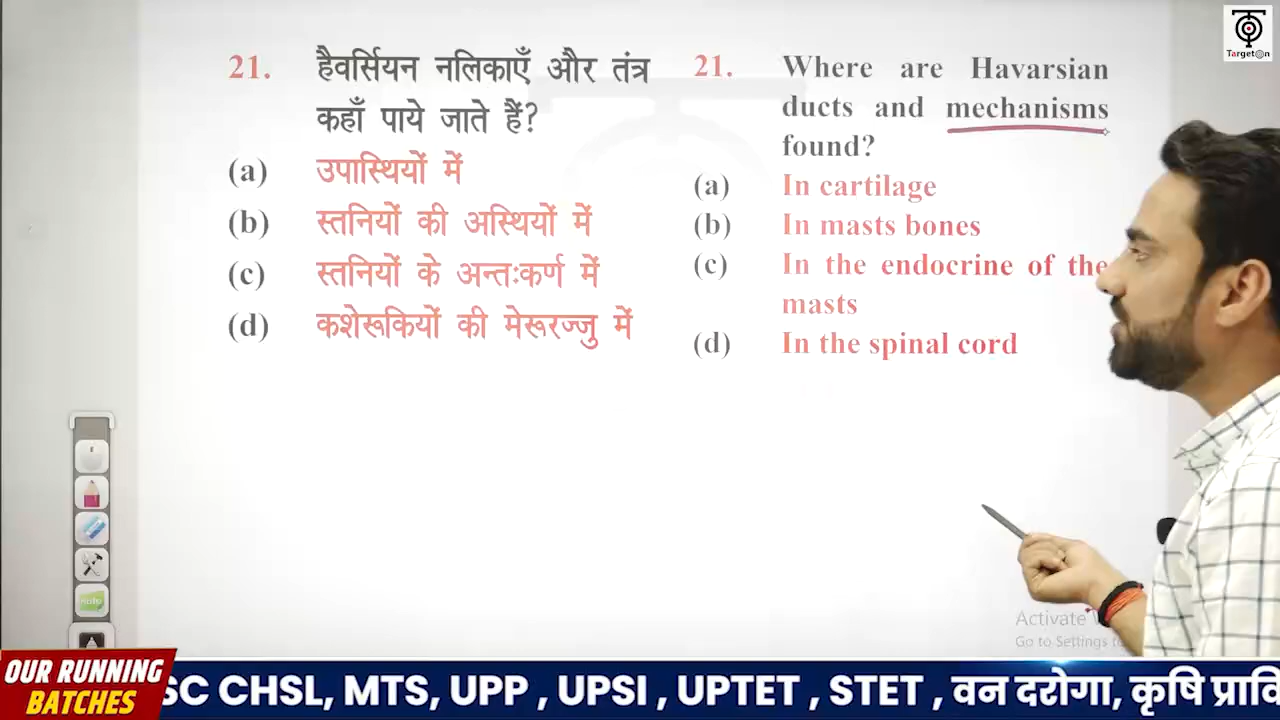 Target
21. हैवर्सियन नलिकाएँ और तंत्र
कहाँ पाये जाते हैं?
(a) उपास्थियों में
(b) स्तनियों की अस्थियों में
(c) स्तनियों के अन्तःकर्ण में
(d) कशेरूकियों की मेरूरज्जु में
21. Where are Havarsian
ducts and mechanisms
found?
(a) In cartilage
(b) In masts bones
(c) In the endocrine of the
masts
(d) In the spinal cord
Activate
Go to Settings
OUR RUNNING
BATCHES
SC CHSL, MTS, UPP , UPSI , UPTET , STET , वन दरोगा, कृषि